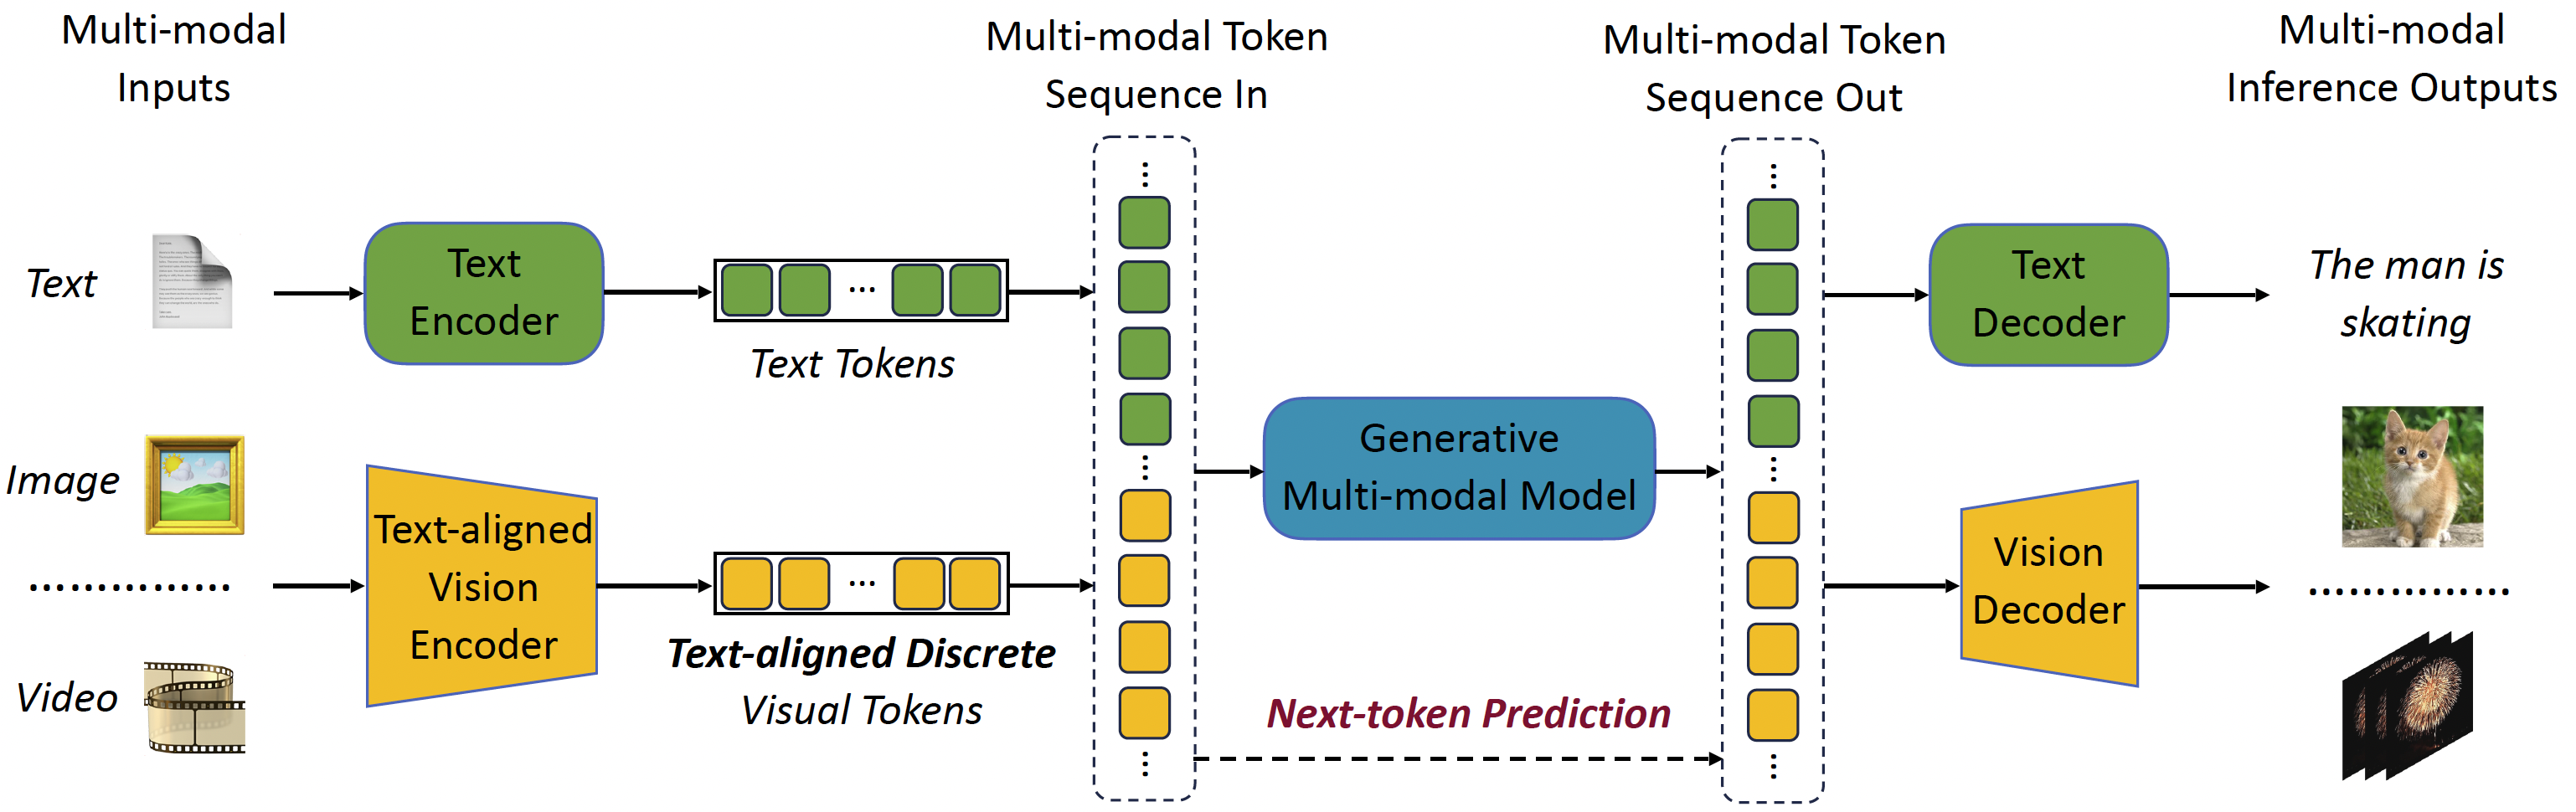 Multi-modal
Inputs
Multi-modal Token
Sequence In
Multi-modal Token
Sequence Out
Multi-modal
Inference Outputs
Text
Text
Encoder
Text Tokens
Text
Decoder
The man is
skating
Image
...............
Video
Text-aligned
Vision
Encoder
Text-aligned Discrete
Visual Tokens
Generative
Multi-modal Model
Next-token Prediction
Vision
Decoder
...............